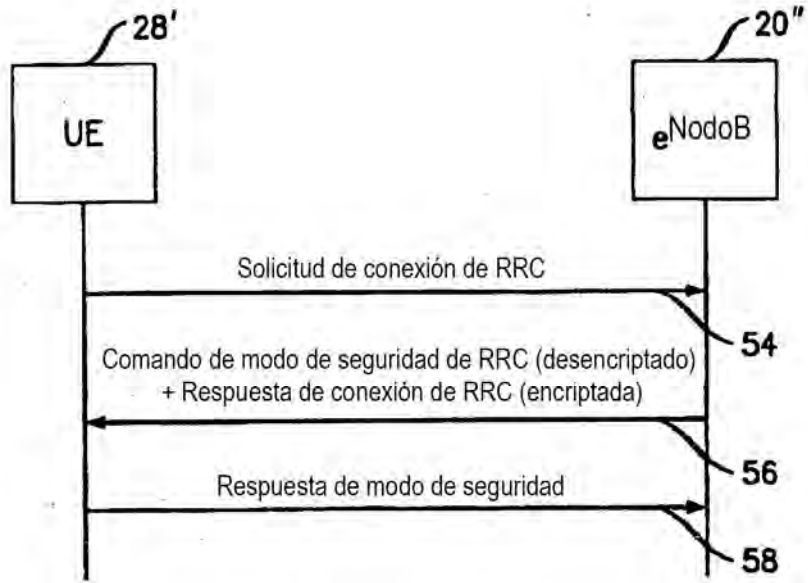 28'
20"
UE
eNodoB
Solicitud de conexión de RRC
54
Comando de modo de seguridad de RRC (desencriptado)
+ Respuesta de conexión de RRC (encriptada)
56
Respuesta de modo de seguridad
58